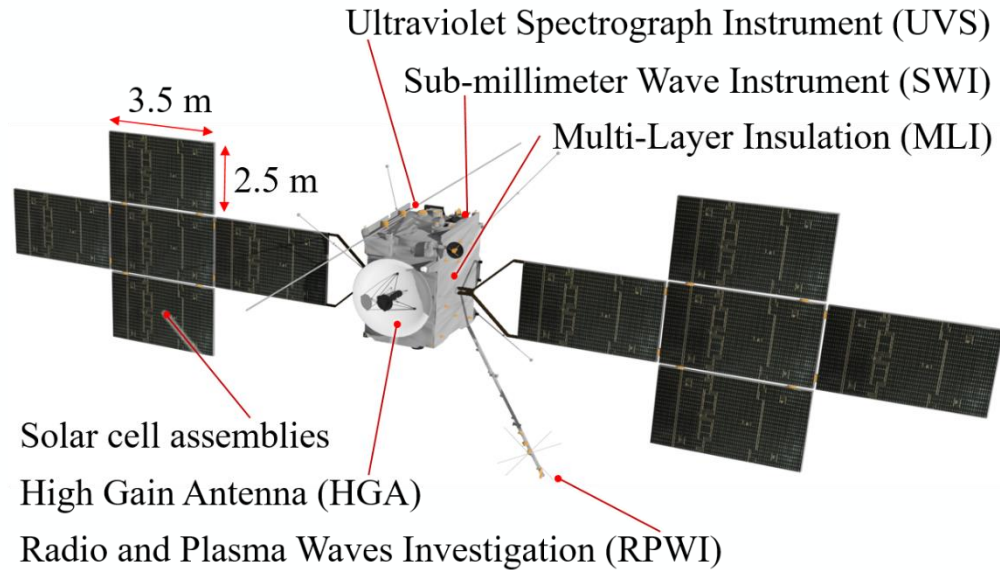 Ultraviolet Spectrograph Instrument (UVS)
Sub-millimeter Wave Instrument (SWI)
3.5 m
Multi-Layer Insulation (MLI)
2.5 m
Solar cell assemblies
High Gain Antenna (HGA)
Radio and Plasma Waves Investigation (RPWI)